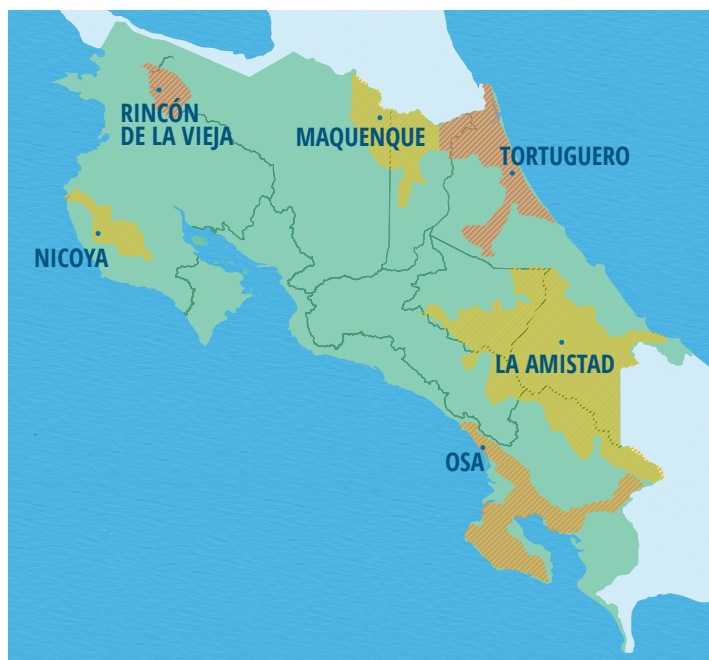 RINCÓN
DE LA VIEJA
MAQUENQUE
TORTUGUERO
NICOYA
LA AMISTAD
OSA